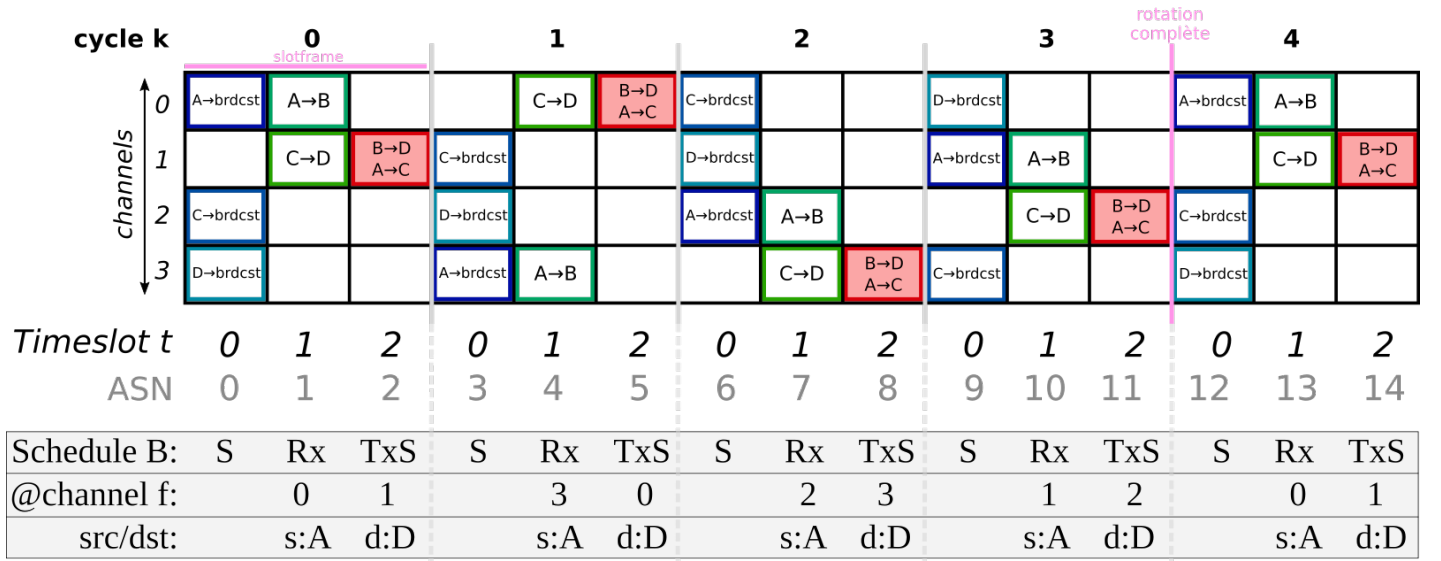 rotation
complète
cycle k 0 1 2 3 4
slotframe
channels
0 A→brdcst A→B C→D B→D A→C C→brdcst D→brdcst A→brdcst A→B
1 C→D B→D A→C C→brdcst D→brdcst A→brdcst A→B C→D B→D A→C
2 C→brdcst D→brdcst A→brdcst A→B C→D B→D A→C C→brdcst
3 D→brdcst A→brdcst A→B C→D B→D A→C C→brdcst D→brdcst
Timeslot t 0 1 2 0 1 2 0 1 2 0 1 2 0 1 2
ASN 0 1 2 3 4 5 6 7 8 9 10 11 12 13 14
Schedule B: S Rx TxS S Rx TxS S Rx TxS S Rx TxS S Rx TxS
@channel f: 0 1 3 0 2 3 1 2 0 1
src/dst: s:A d:D s:A d:D s:A d:D s:A d:D s:A d:D